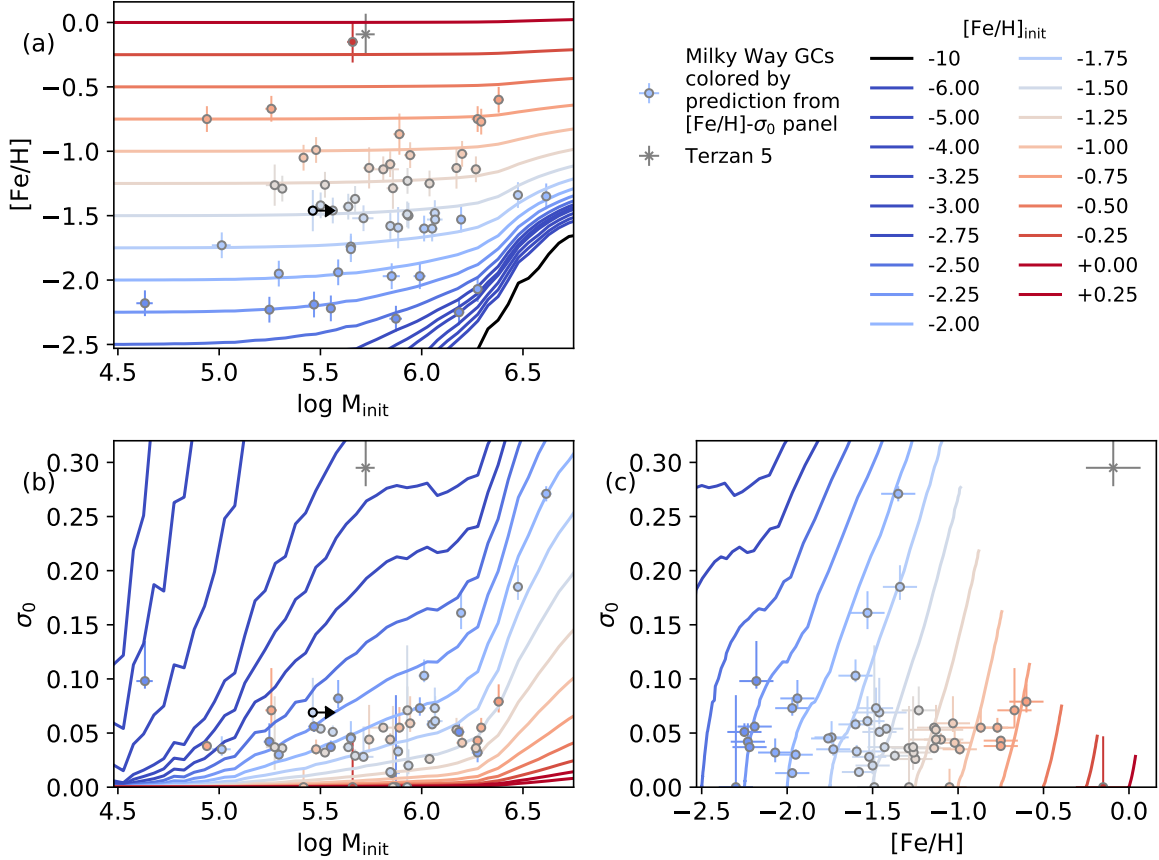 (a)
[Fe/H]
0.0
−0.5
−1.0
−1.5
−2.0
−2.5
4.5 5.0 5.5 6.0 6.5
log M_init
Milky Way GCs
colored by
prediction from
[Fe/H]-σ₀ panel
Terzan 5
[Fe/H]_init
-10
-6.00
-5.00
-4.00
-3.25
-3.00
-2.75
-2.50
-2.25
-2.00
-1.75
-1.50
-1.25
-1.00
-0.75
-0.50
-0.25
+0.00
+0.25
(b)
σ₀
0.30
0.25
0.20
0.15
0.10
0.05
0.00
4.5 5.0 5.5 6.0 6.5
log M_init
(c)
σ₀
0.30
0.25
0.20
0.15
0.10
0.05
0.00
−2.5 −2.0 −1.5 −1.0 −0.5 0.0
[Fe/H]